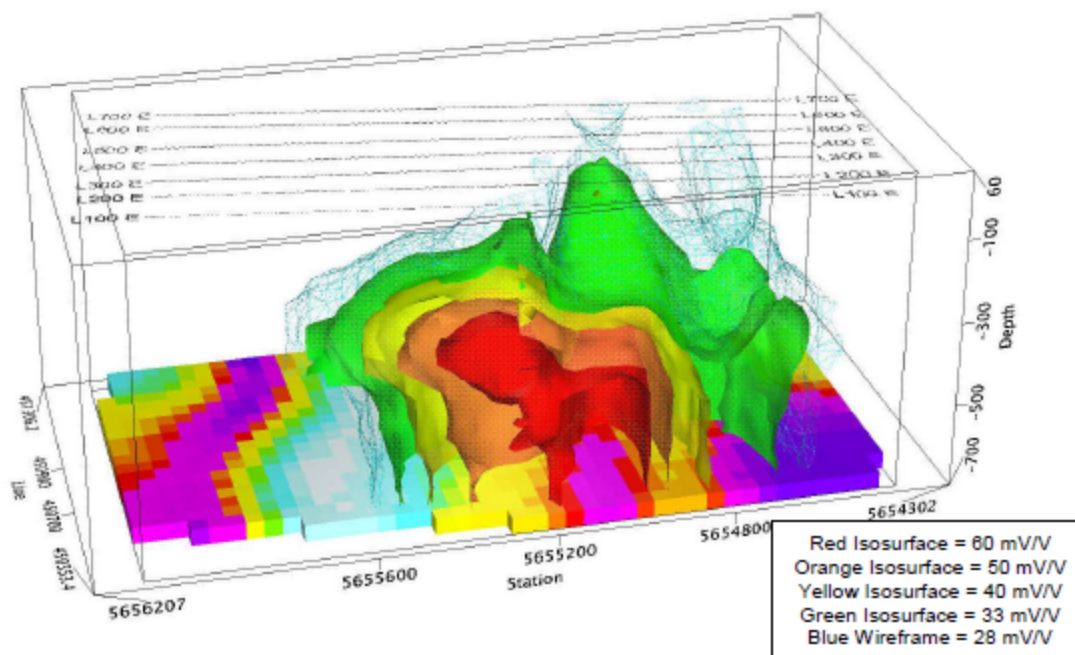 L700 E
L600 E
L500 E
L400 E
L300 E
L200 E
L100 E
L700 E
L400 E
L300 E
L200 E
L100 E
60
-100
-300
-500
-700
Depth
Line
5656207
5655600
5655200
5654800
5654302
Station
Red Isosurface = 60 mV/V
Orange Isosurface = 50 mV/V
Yellow Isosurface = 40 mV/V
Green Isosurface = 33 mV/V
Blue Wireframe = 28 mV/V